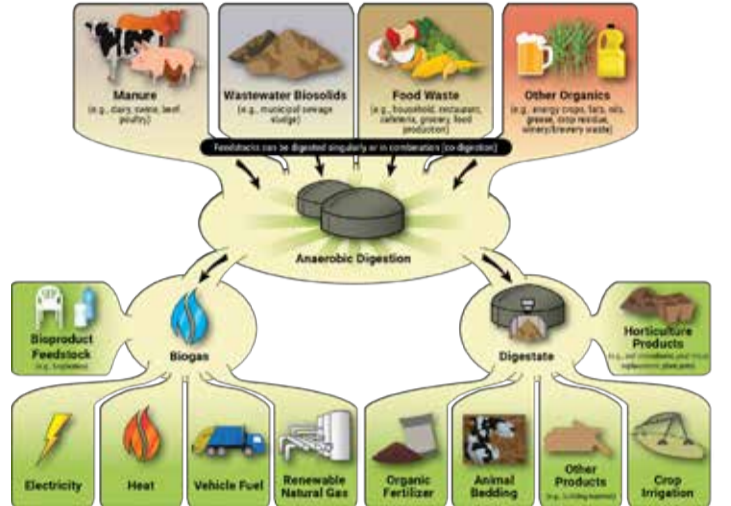 Manure
(e.g., dairy, swine, beef,
poultry)
Wastewater Biosolids
(e.g., municipal sewage
sludge)
Food Waste
(e.g., household, restaurant,
cafeteria, grocery, food
production)
Other Organics
(e.g., energy crops, fats, oils,
grease, crop residue,
winery/brewery waste)
Feedstocks can be digested singularly or in combination (co-digestion)
Anaerobic Digestion
Bioproduct
Feedstock
(e.g., bioplastics)
Biogas
Digestate
Horticulture
Products
Electricity
Heat
Vehicle Fuel
Renewable
Natural Gas
Organic
Fertilizer
Animal
Bedding
Other
Products
(e.g., building materials)
Crop
Irrigation